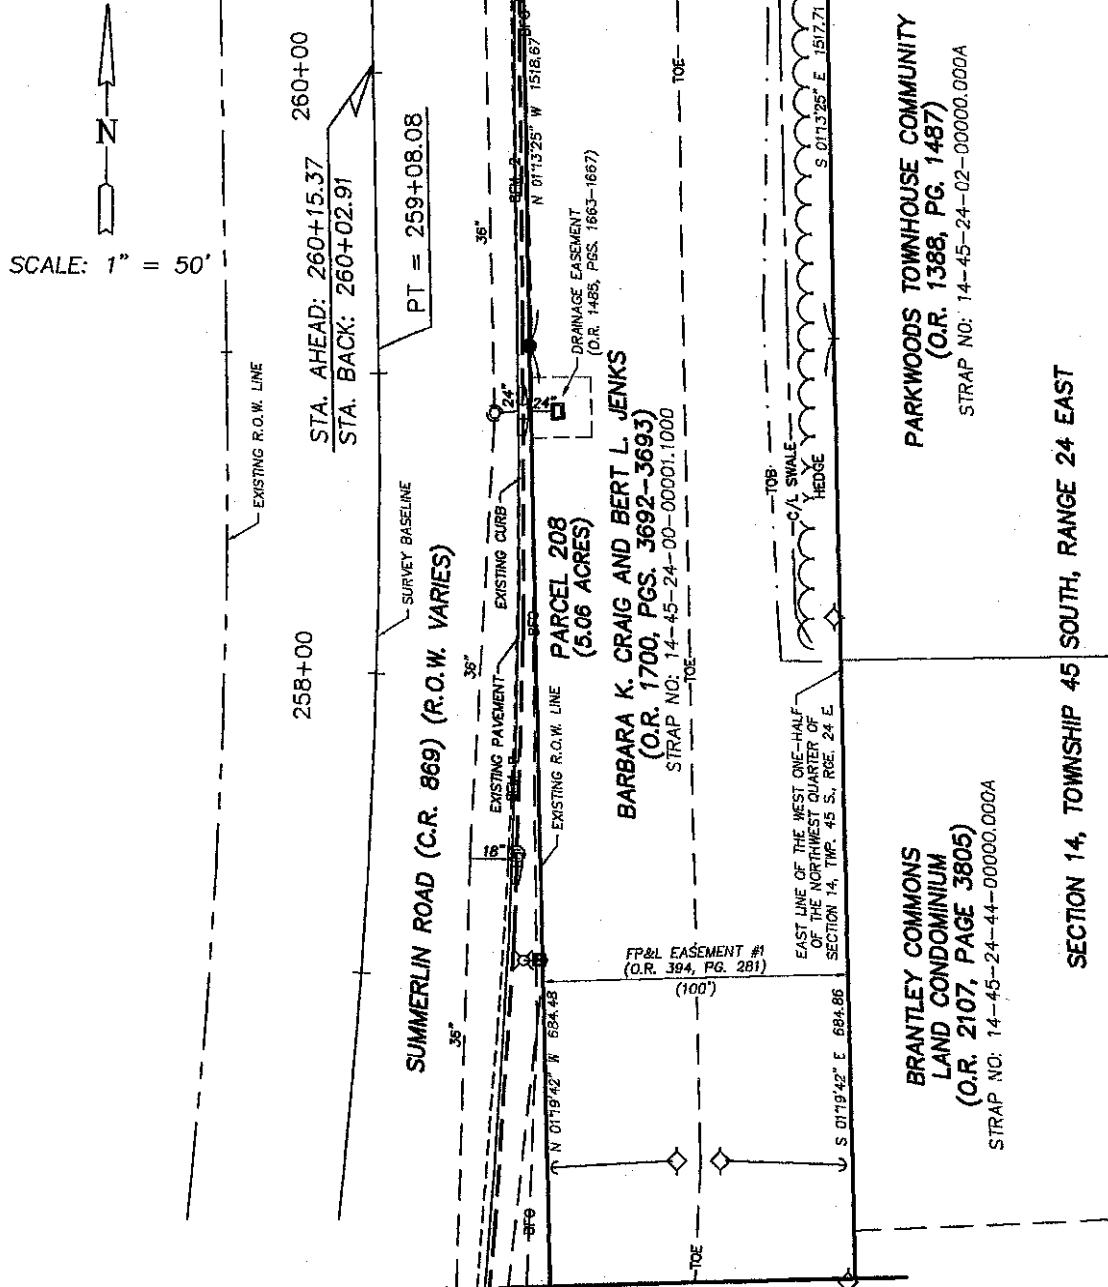 N
SCALE: 1" = 50'
EXISTING R.O.W. LINE
260+00
STA. AHEAD: 260+15.37
STA. BACK: 260+02.91
PT = 259+08.08
258+00
SURVEY BASELINE
SUMMERLIN ROAD (C.R. 869) (R.O.W. VARIES)
36"
36"
36"
24"
24"
18"
EXISTING CURB
EXISTING PAVEMENT
BFO
BFO
BFO
N 01°13'25" W 1518.67
DRAINAGE EASEMENT
(O.R. 1485, PGS. 1663-1667)
EXISTING R.O.W. LINE
PARCEL 208
(5.06 ACRES)
BARBARA K. CRAIG AND BERT L. JENKS
(O.R. 1700, PGS. 3692-3693)
STRAP NO: 14-45-24-00-00001.1000
TOE
TOE
TOE
FP&L EASEMENT #1
(O.R. 394, PG. 281)
(100')
N 01°19'42" W 684.48
S 01°19'42" E 684.86
TOB
C/L SWALE
HEDGE
S 01°13'25" E 1517.71
EAST LINE OF THE WEST ONE-HALF
OF THE NORTHWEST QUARTER OF
SECTION 14, TWP. 45 S., RGE. 24 E.
PARKWOODS TOWNHOUSE COMMUNITY
(O.R. 1388, PG. 1487)
STRAP NO: 14-45-24-02-00000.000A
BRANTLEY COMMONS
LAND CONDOMINIUM
(O.R. 2107, PAGE 3805)
STRAP NO: 14-45-24-44-00000.000A
SECTION 14, TOWNSHIP 45 SOUTH, RANGE 24 EAST